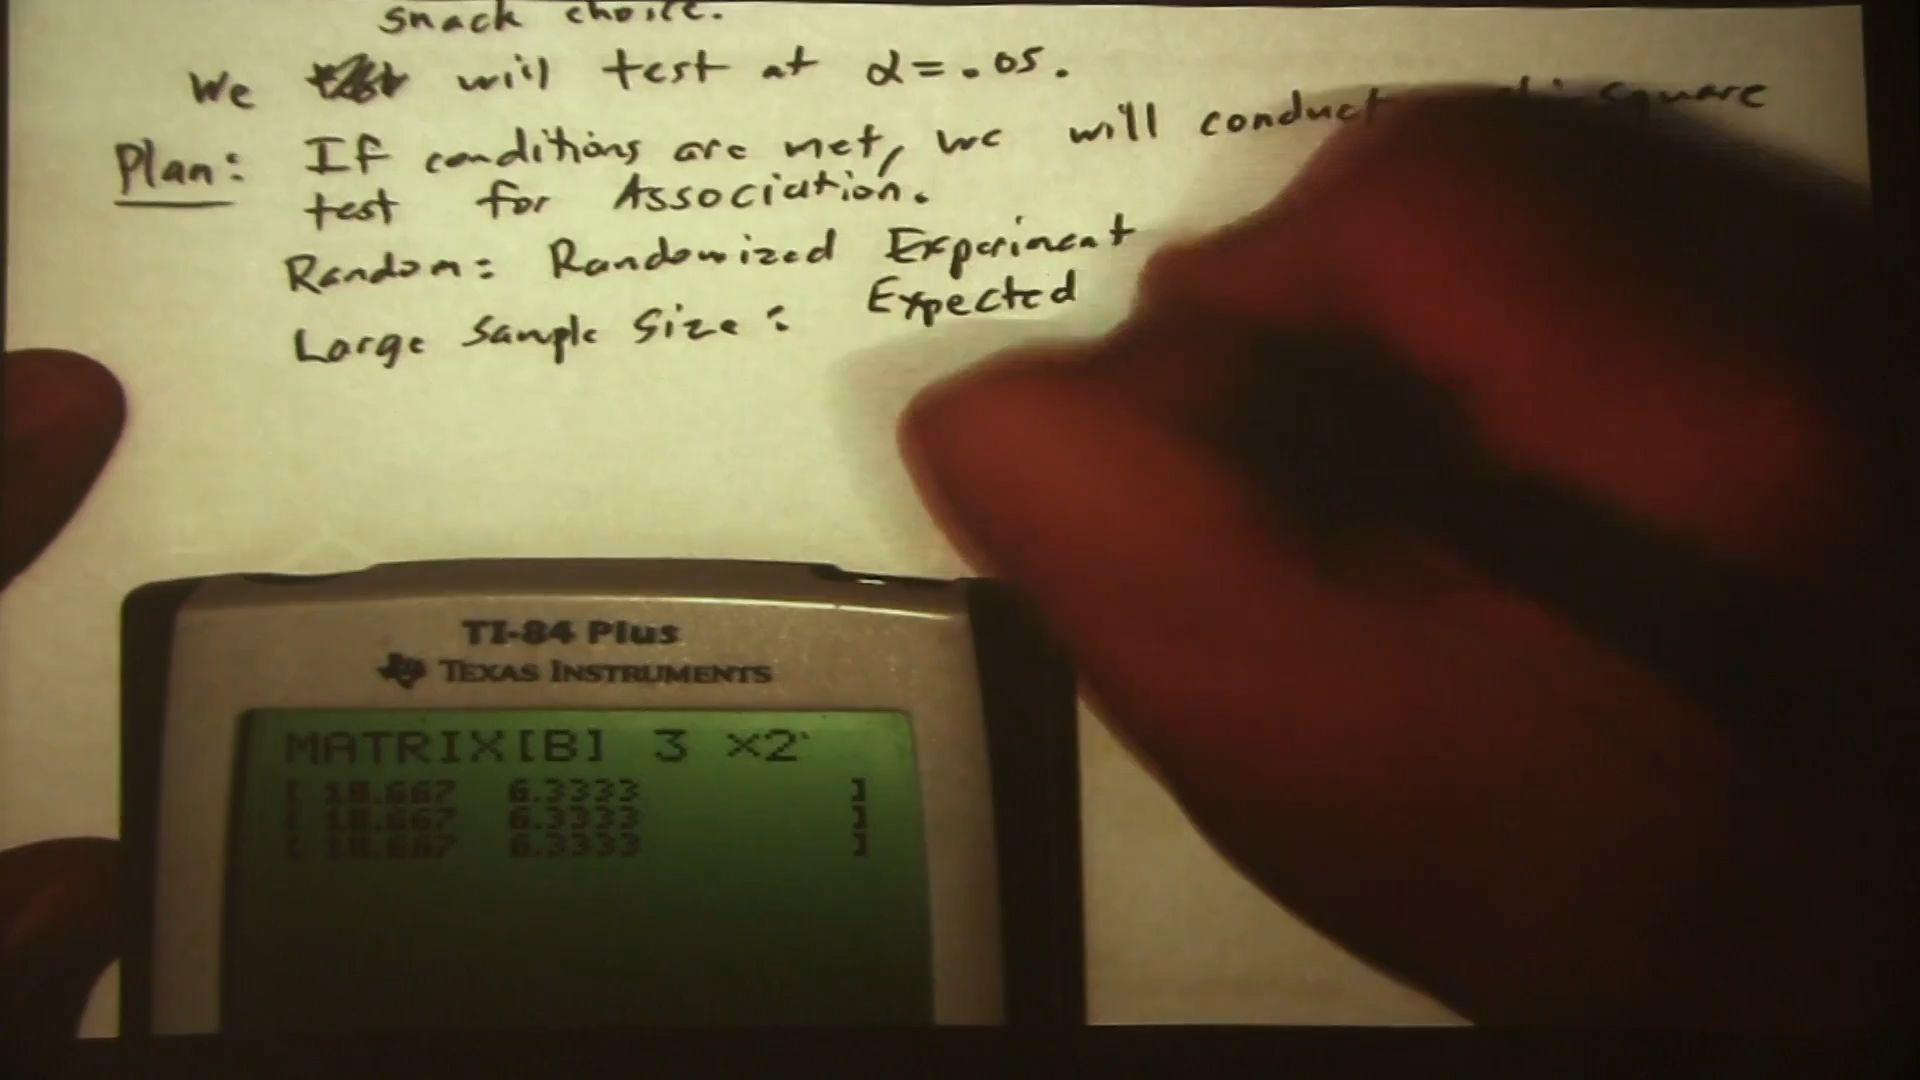 snack choice.
We will test at α = .05.
Plan: If conditions are met, we will conduct square
test for Association.
Random: Randomized Experiment
Large Sample Size: Expected
TI-84 Plus
TEXAS INSTRUMENTS
MATRIX[B] 3 ×2
[ 18.667 6.3333 ]
[ 18.667 6.3333 ]
[ 18.667 6.3333 ]